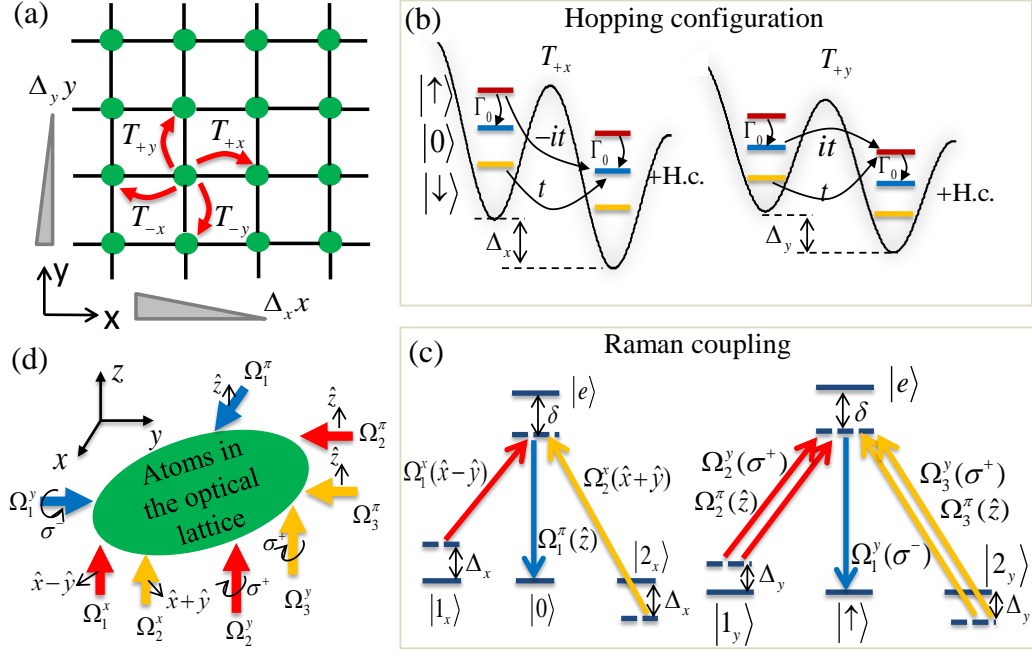 (a)
Δ_y y
T_{+y}
T_{+x}
T_{-x}
T_{-y}
y
x
Δ_x x
(b)
Hopping configuration
T_{+x}
|↑⟩
|0⟩
|↓⟩
Γ_0
-it
t
Γ_0
+H.c.
Δ_x
T_{+y}
Γ_0
it
t
Γ_0
+H.c.
Δ_y
(d)
z
y
x
Ω_1^π
ẑ
Ω_2^π
ẑ
Ω_3^π
ẑ
Ω_1^y
σ^-
Atoms in
the optical
lattice
x̂-ŷ
Ω_1^x
x̂+ŷ
Ω_2^x
σ^+
Ω_2^y
σ^+
Ω_3^y
(c)
Raman coupling
|e⟩
δ
Ω_1^x(x̂-ŷ)
Ω_2^x(x̂+ŷ)
Ω_1^π(ẑ)
Δ_x
|1_x⟩
|0⟩
|2_x⟩
Δ_x
|e⟩
δ
Ω_2^y(σ^+)
Ω_2^π(ẑ)
Ω_3^y(σ^+)
Ω_3^π(ẑ)
Ω_1^y(σ^-)
Δ_y
|1_y⟩
|↑⟩
|2_y⟩
Δ_y